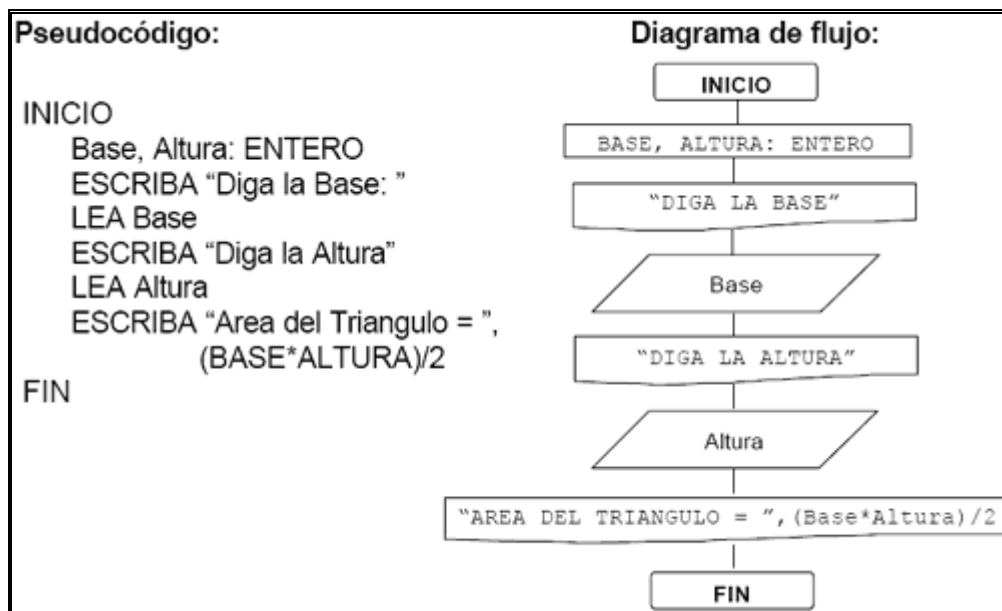 Pseudocódigo:
INICIO
Base, Altura: ENTERO
ESCRIBA “Diga la Base: ”
LEA Base
ESCRIBA “Diga la Altura”
LEA Altura
ESCRIBA “Area del Triangulo = ”,
(BASE*ALTURA)/2
FIN
Diagrama de flujo:
INICIO
BASE, ALTURA: ENTERO
“DIGA LA BASE”
Base
“DIGA LA ALTURA”
Altura
“AREA DEL TRIANGULO = ”,(Base*Altura)/2
FIN